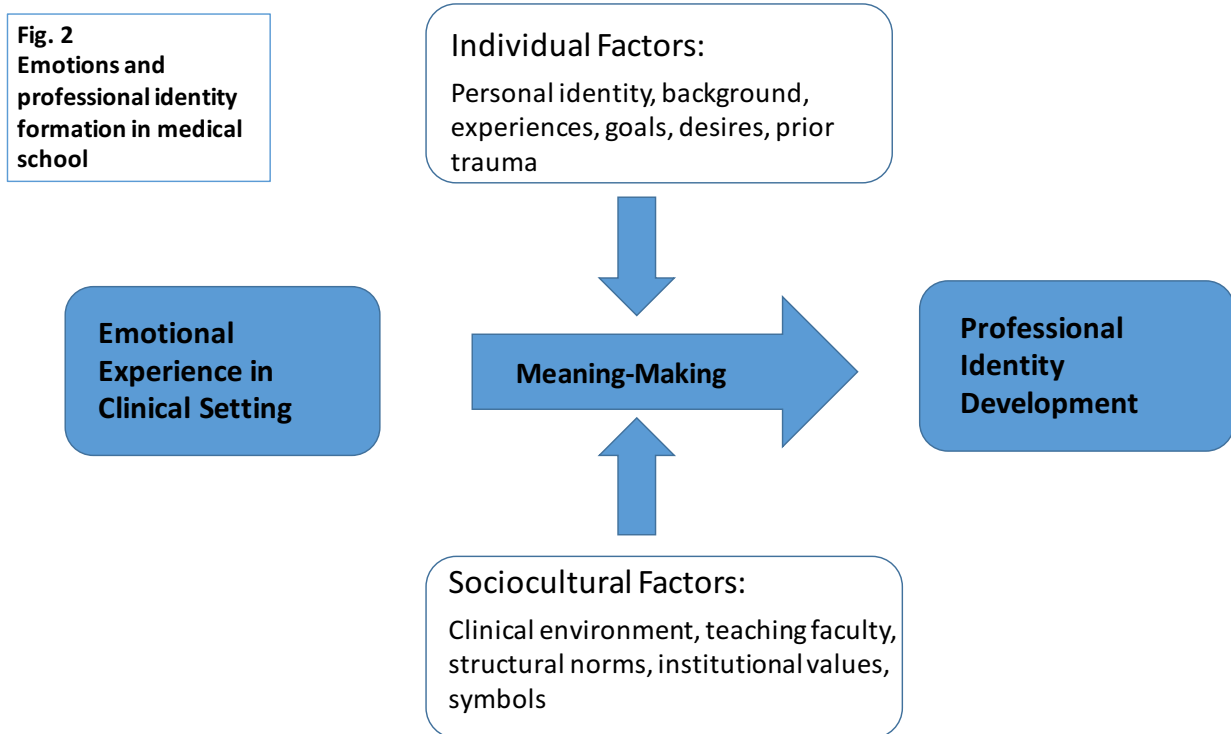 Fig. 2
Emotions and
professional identity
formation in medical
school
Individual Factors:
Personal identity, background,
experiences, goals, desires, prior
trauma
Emotional
Experience in
Clinical Setting
Meaning-Making
Professional
Identity
Development
Sociocultural Factors:
Clinical environment, teaching faculty,
structural norms, institutional values,
symbols